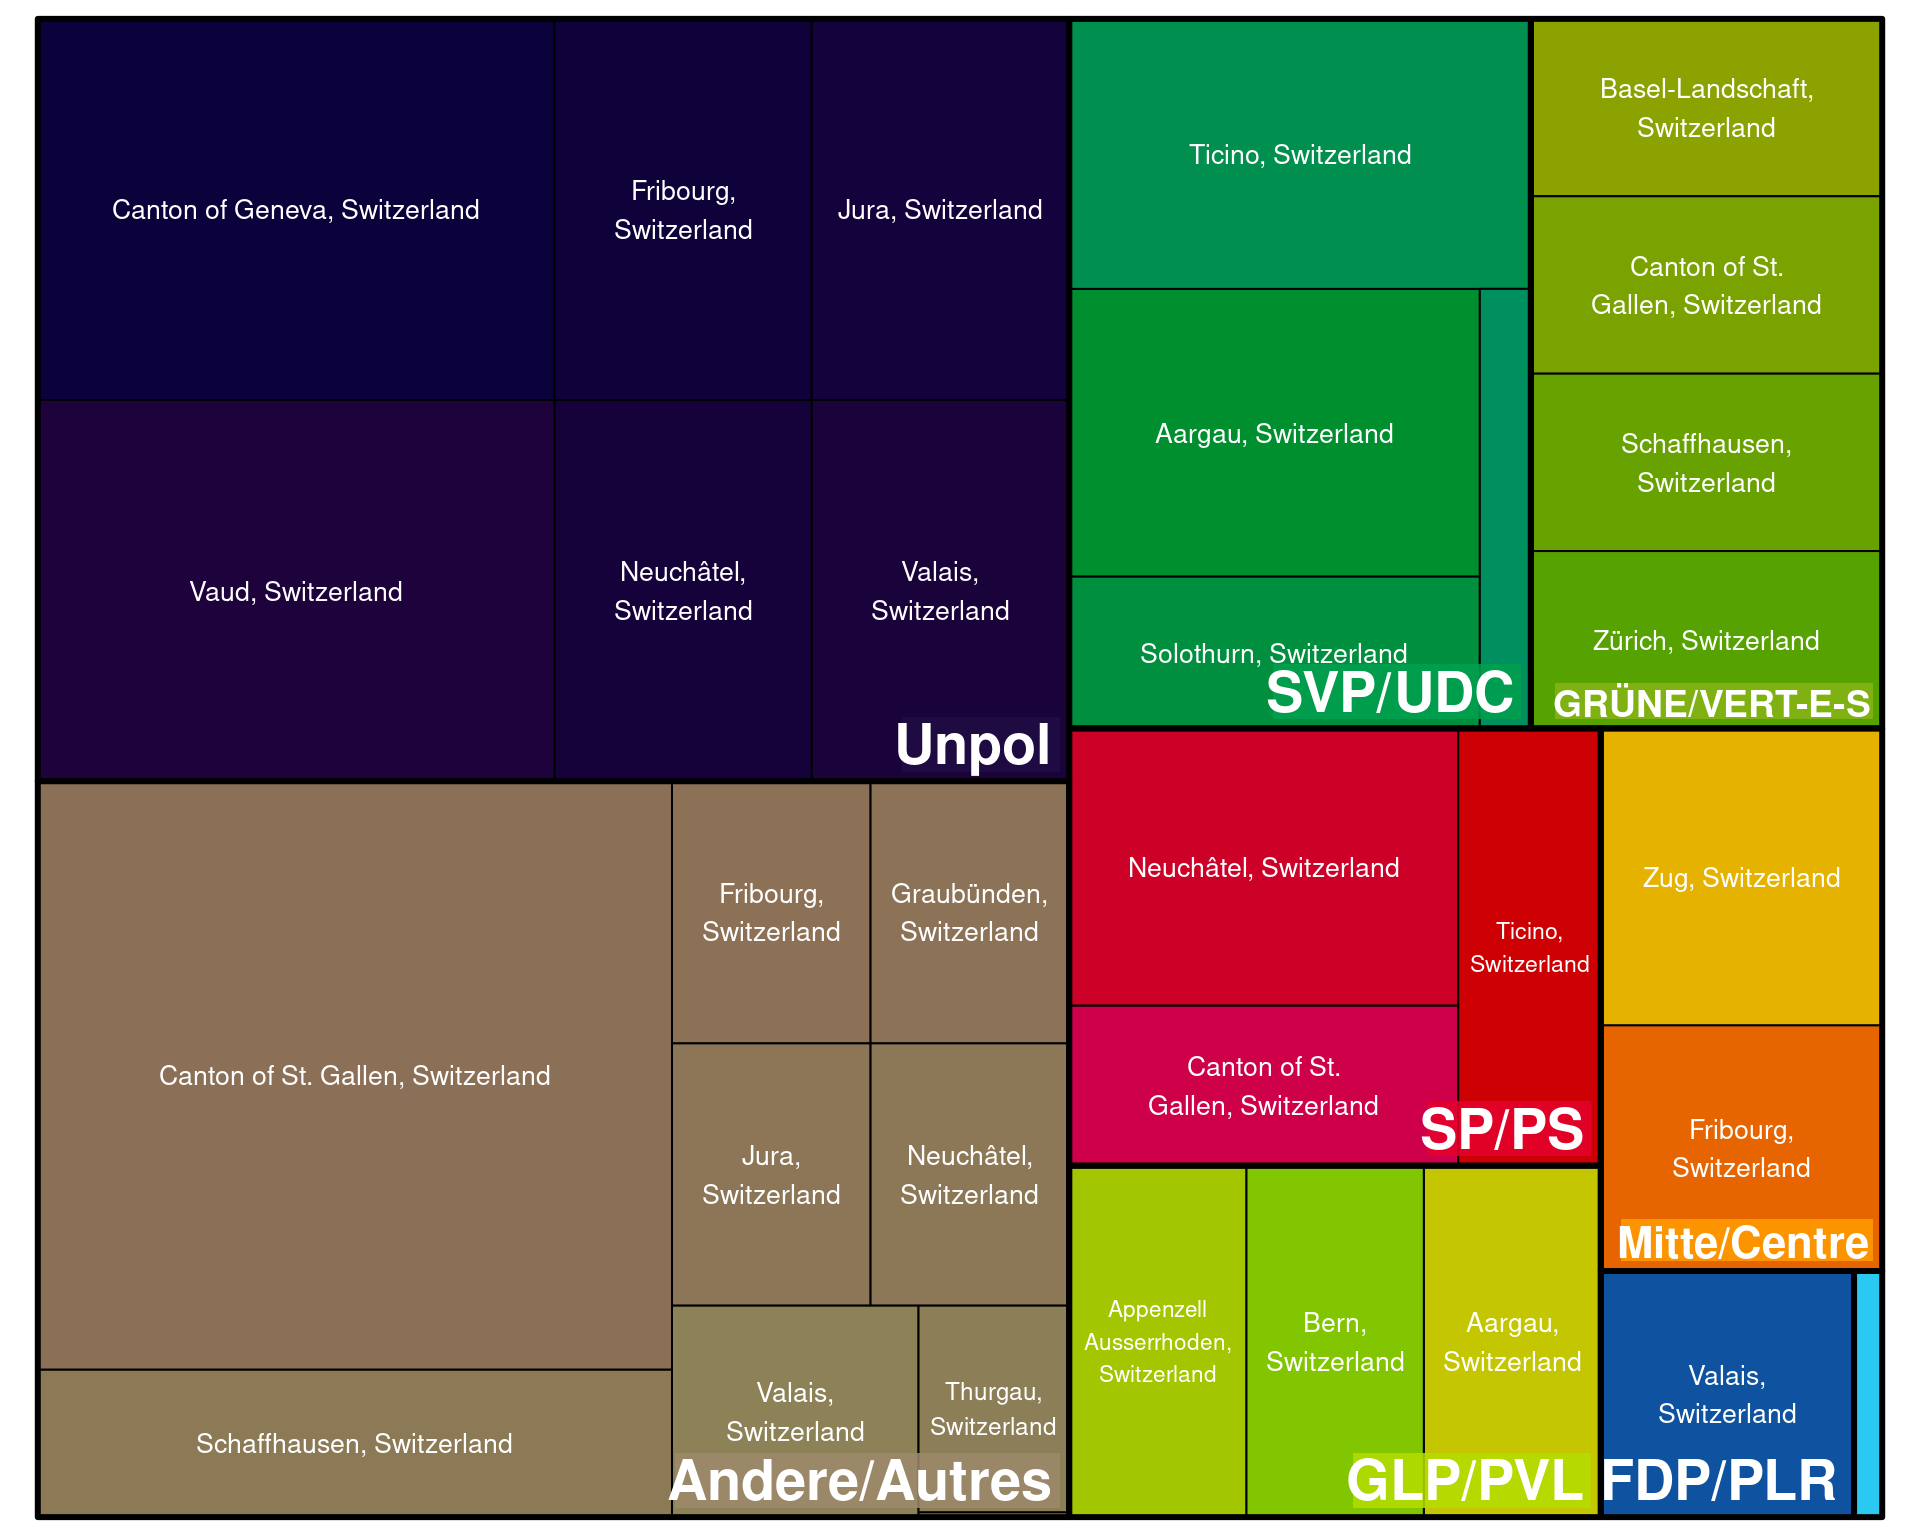 Canton of Geneva, Switzerland
Fribourg,
Switzerland
Jura, Switzerland
Vaud, Switzerland
Neuchâtel,
Switzerland
Valais,
Switzerland
Unpol
Ticino, Switzerland
Aargau, Switzerland
Solothurn, Switzerland
SVP/UDC
Basel-Landschaft,
Switzerland
Canton of St.
Gallen, Switzerland
Schaffhausen,
Switzerland
Zürich, Switzerland
GRÜNE/VERT-E-S
Canton of St. Gallen, Switzerland
Fribourg,
Switzerland
Graubünden,
Switzerland
Jura,
Switzerland
Neuchâtel,
Switzerland
Schaffhausen, Switzerland
Valais,
Switzerland
Thurgau,
Switzerland
Andere/Autres
Neuchâtel, Switzerland
Ticino,
Switzerland
Canton of St.
Gallen, Switzerland
SP/PS
Zug, Switzerland
Fribourg,
Switzerland
Mitte/Centre
Appenzell
Ausserrhoden,
Switzerland
Bern,
Switzerland
Aargau,
Switzerland
GLP/PVL
Valais,
Switzerland
FDP/PLR